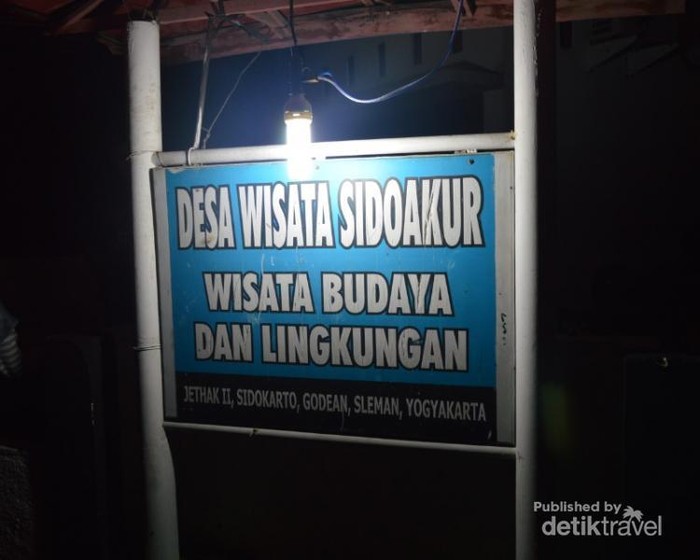 DESA WISATA SIDOAKUR
WISATA BUDAYA
DAN LINGKUNGAN
JETHAK II, SIDOKARTO, GODEAN, SLEMAN, YOGYAKARTA
Published by
detiktravel